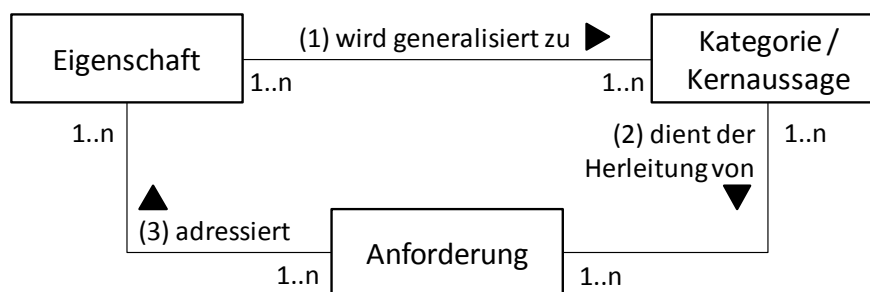 (1) wird generalisiert zu
Eigenschaft
Kategorie /
Kernaussage
1..n
1..n
1..n
(2) dient der
Herleitung von
1..n
(3) adressiert
Anforderung
1..n
1..n